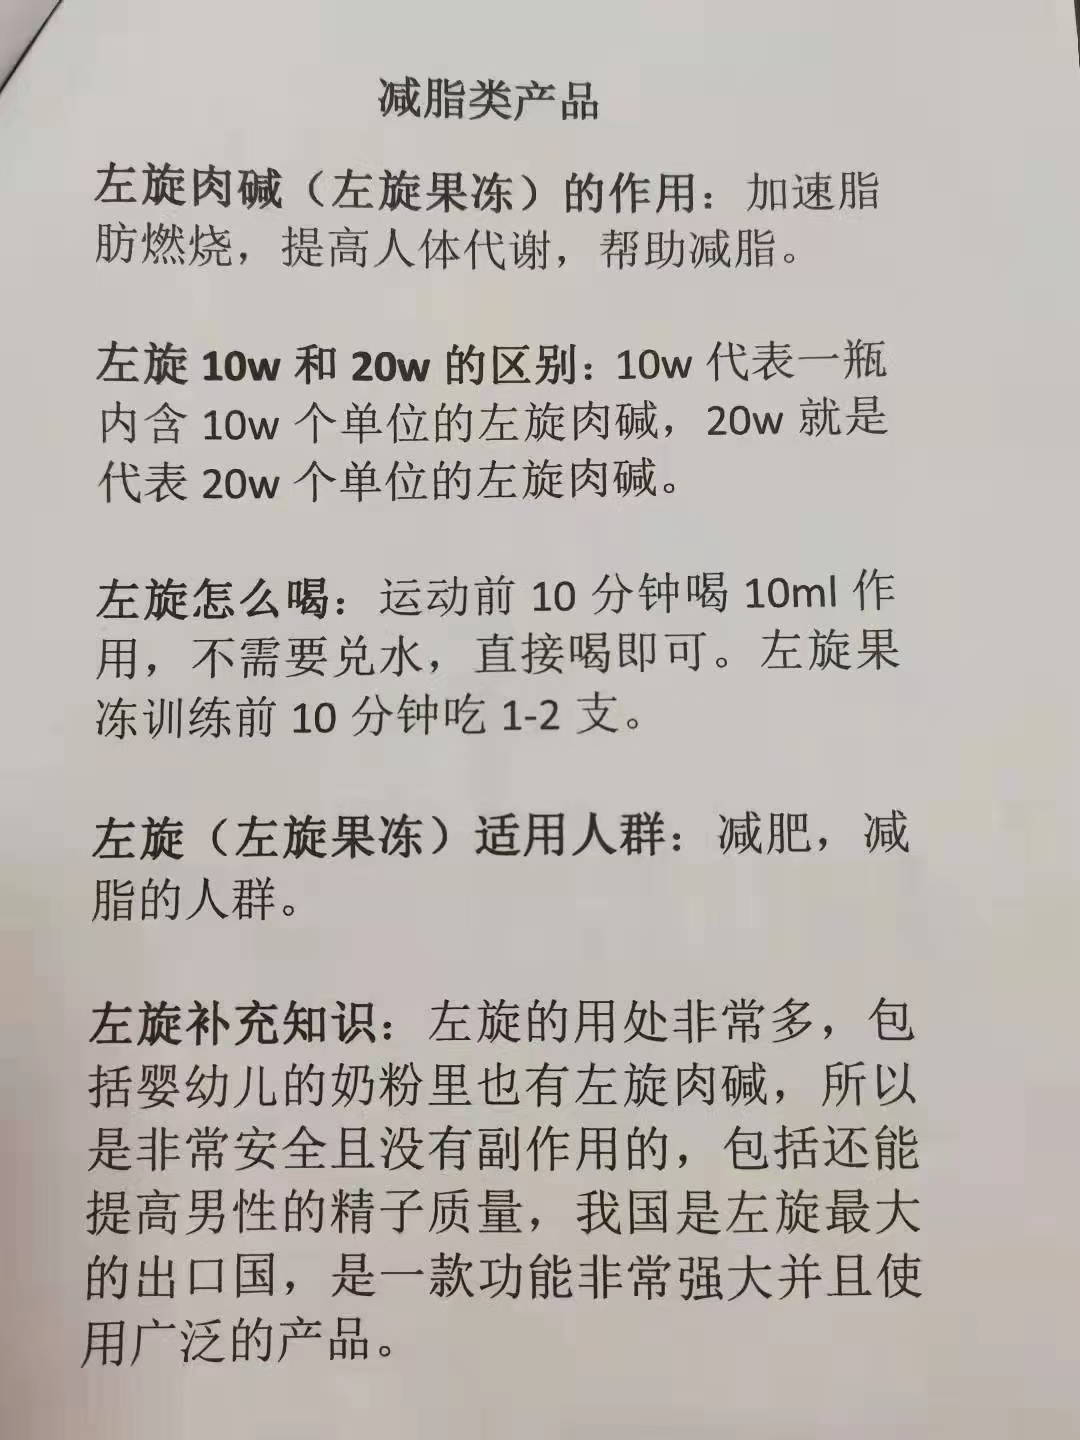 减脂类产品
左旋肉碱（左旋果冻）的作用：加速脂
肪燃烧，提高人体代谢，帮助减脂。
左旋 10w 和 20w 的区别：10w 代表一瓶
内含 10w 个单位的左旋肉碱，20w 就是
代表 20w 个单位的左旋肉碱。
左旋怎么喝：运动前 10 分钟喝 10ml 作
用，不需要兑水，直接喝即可。左旋果
冻训练前 10 分钟吃 1-2 支。
左旋（左旋果冻）适用人群：减肥，减
脂的人群。
左旋补充知识：左旋的用处非常多，包
括婴幼儿的奶粉里也有左旋肉碱，所以
是非常安全且没有副作用的，包括还能
提高男性的精子质量，我国是左旋最大
的出口国，是一款功能非常强大并且使
用广泛的产品。